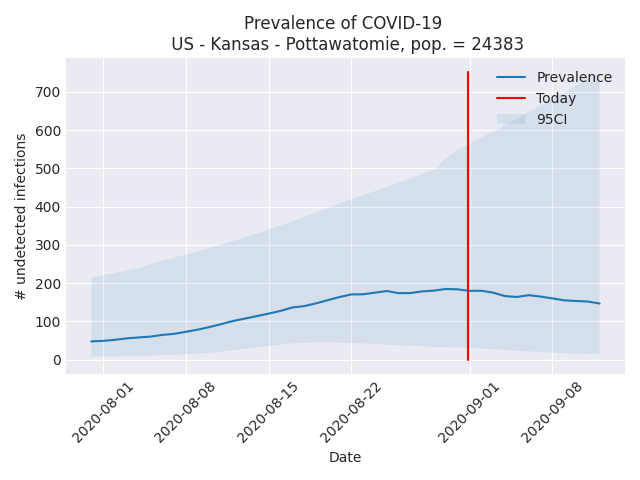 Prevalence of COVID-19
US - Kansas - Pottawatomie, pop. = 24383
Prevalence
Today
95CI
700
600
500
400
300
200
100
0
# undetected infections
2020-08-01
2020-08-08
2020-08-15
2020-08-22
2020-09-01
2020-09-08
Date